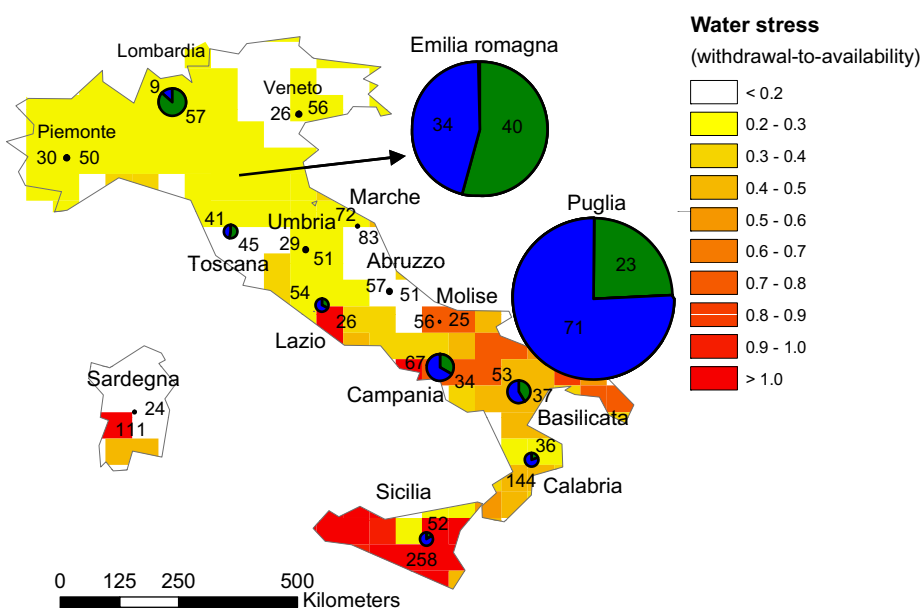 Water stress
(withdrawal-to-availability)
< 0.2
0.2 - 0.3
0.3 - 0.4
0.4 - 0.5
0.5 - 0.6
0.6 - 0.7
0.7 - 0.8
0.8 - 0.9
0.9 - 1.0
> 1.0
Lombardia
9
57
Emilia romagna
34
40
Veneto
26 56
Piemonte
30 50
Marche
72
83
Puglia
23
71
41
45
Toscana
Umbria
29
51
Abruzzo
57
51
54
26
Lazio
Molise
56 25
67
34
Campania
53
37
Basilicata
Sardegna
24
111
36
144
Calabria
Sicilia
52
258
0 125 250 500
Kilometers